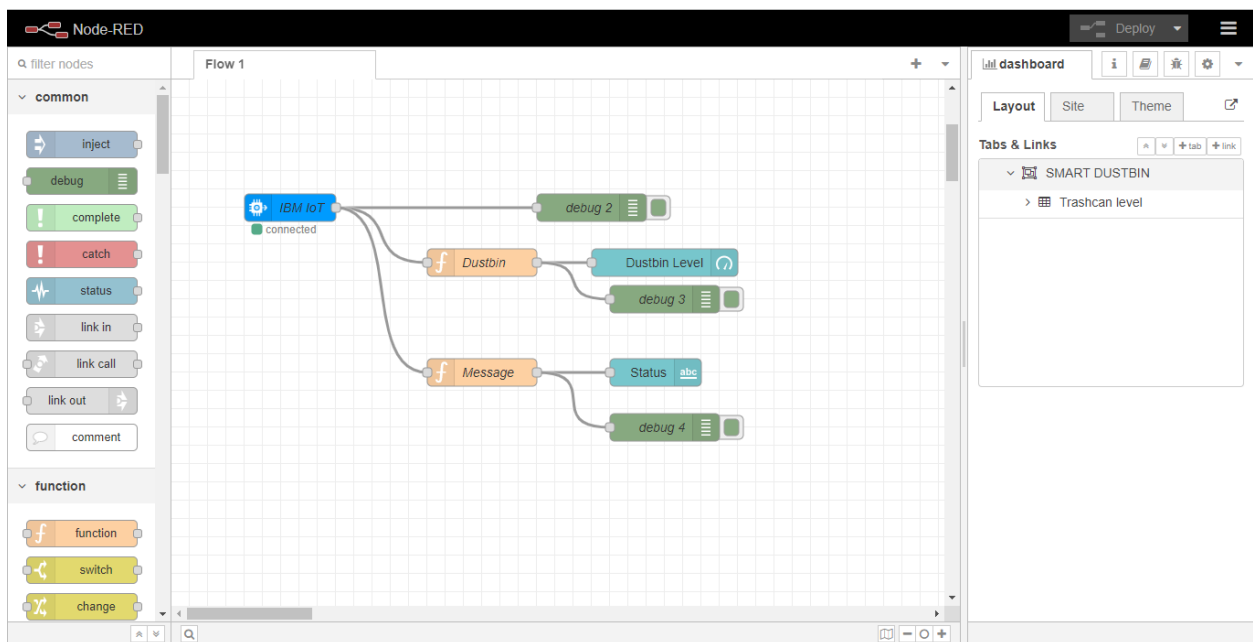 Node-RED
Deploy
filter nodes
Flow 1
dashboard
i
common
Layout
Site
Theme
inject
Tabs & Links
tab
link
debug
SMART DUSTBIN
complete
IBM IoT
debug 2
Trashcan level
connected
catch
f
Dustbin
Dustbin Level
status
debug 3
link in
link call
f
Message
Status
abc
link out
debug 4
comment
function
f
function
switch
change